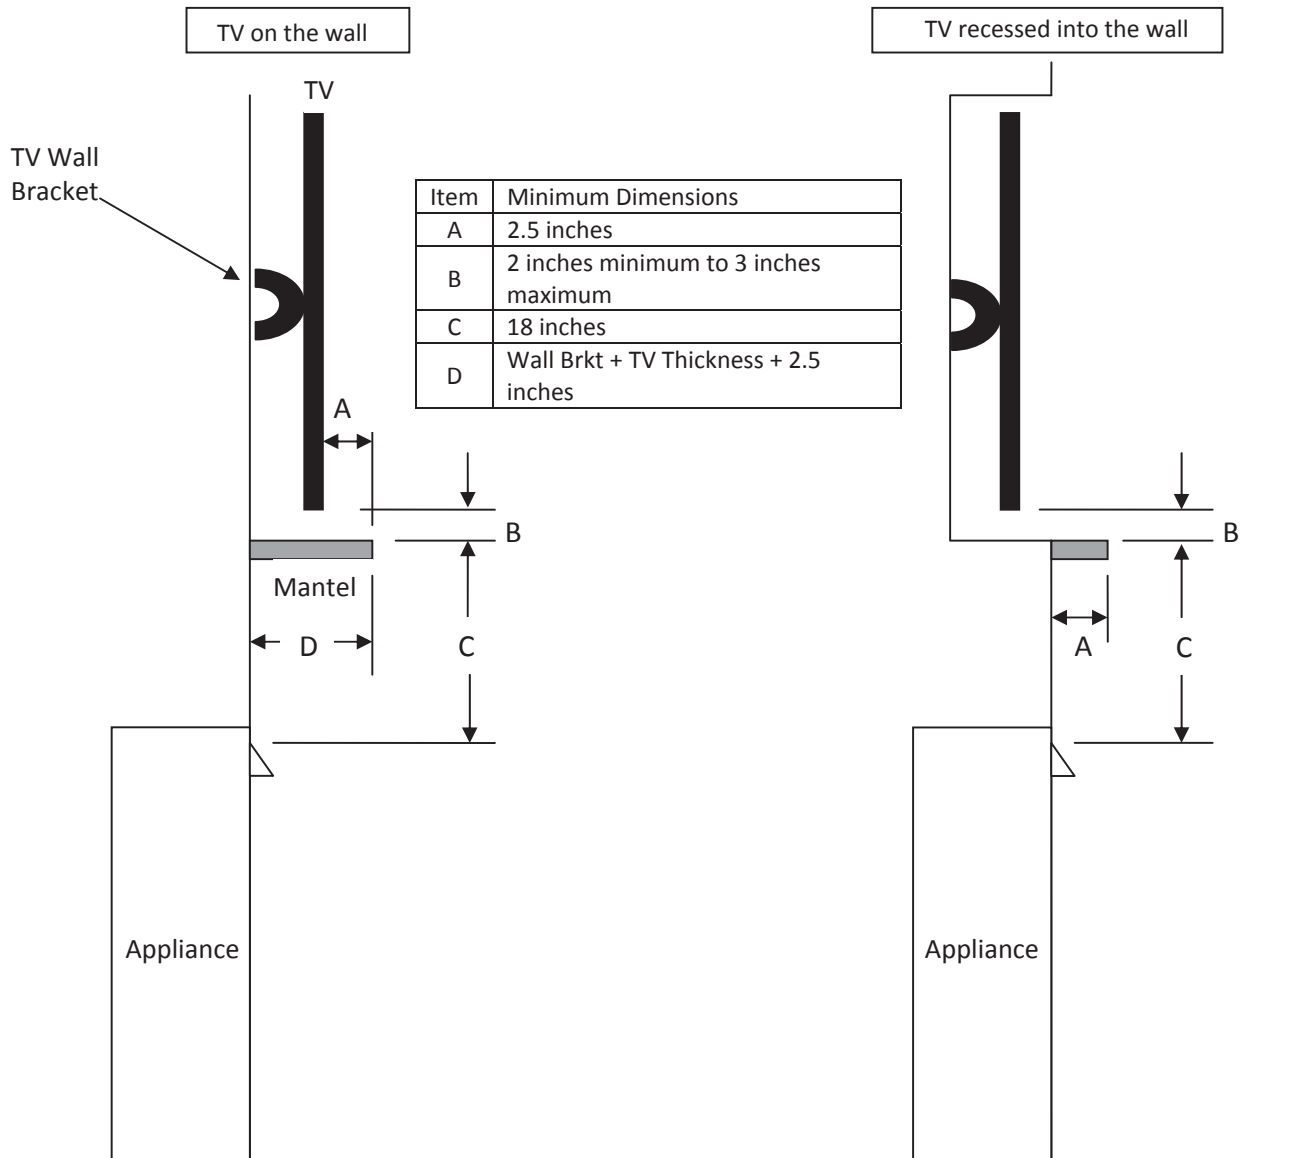 TV on the wall
TV recessed into the wall
TV
TV Wall
Bracket
Item Minimum Dimensions
A 2.5 inches
B 2 inches minimum to 3 inches
maximum
C 18 inches
D Wall Brkt + TV Thickness + 2.5
inches
A
B
B
Mantel
D
C
A
C
Appliance
Appliance